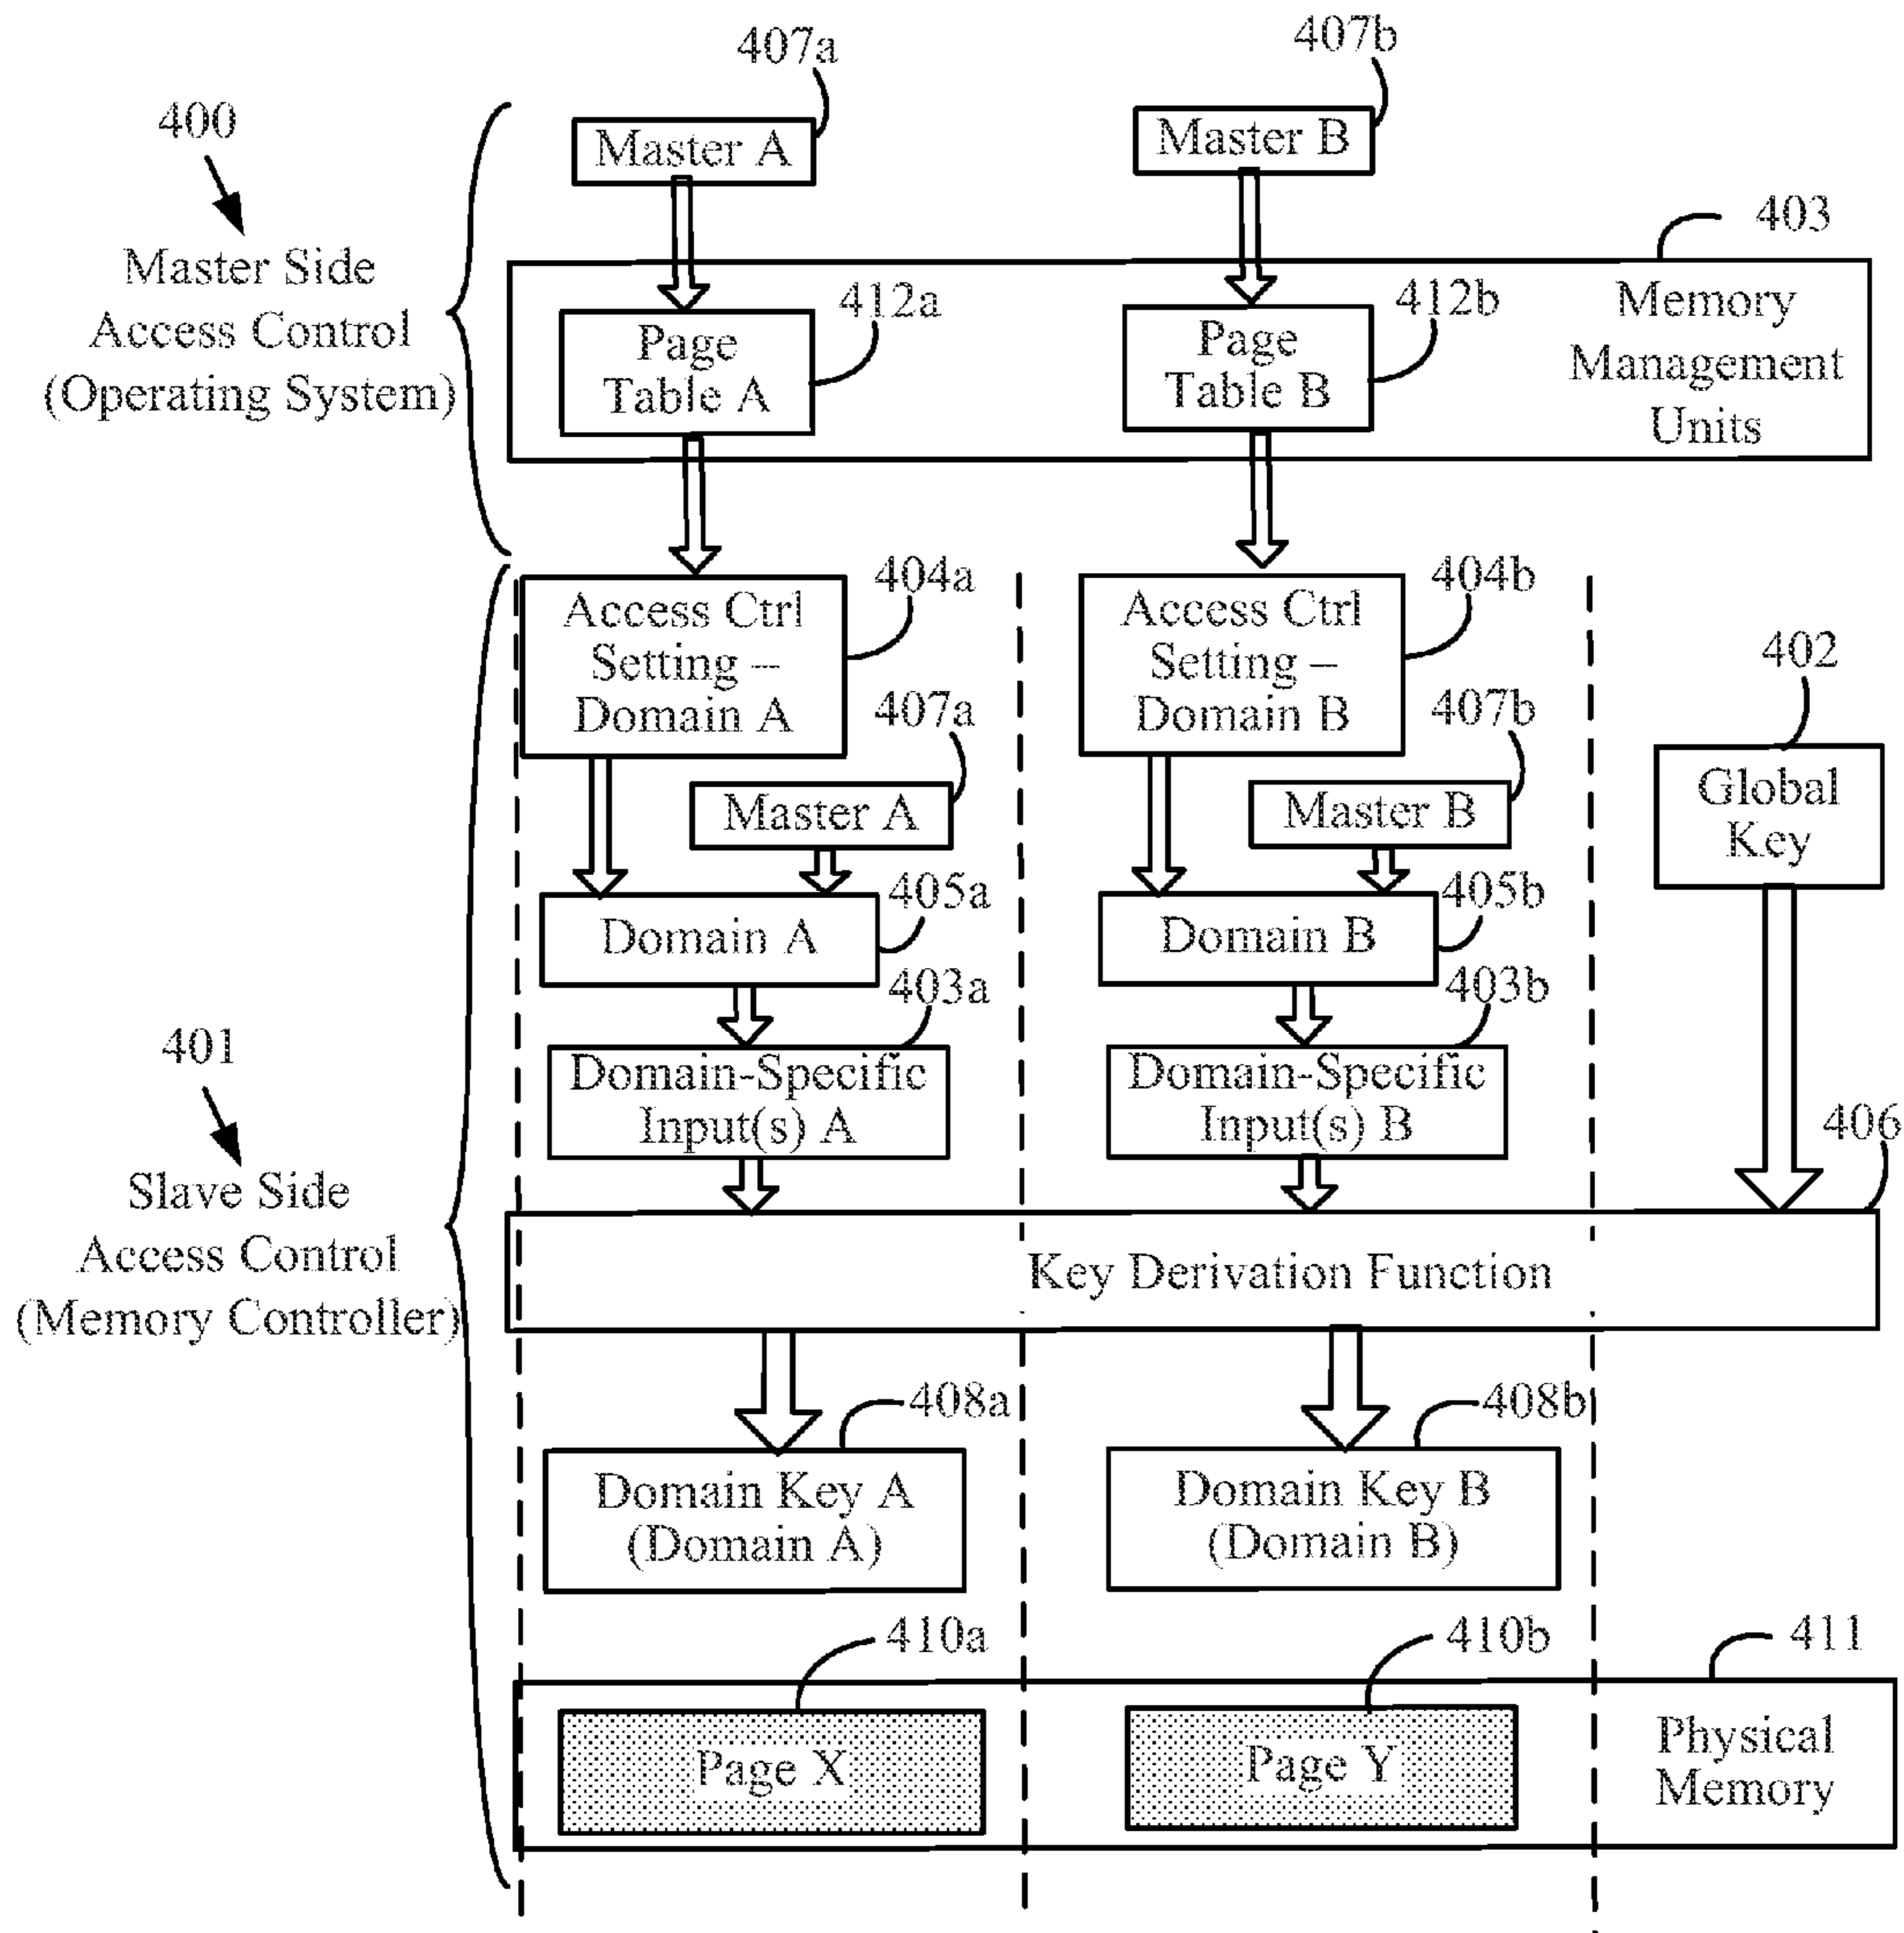 407a
407b
400
Master A
Master B
403
Master Side
Access Control
(Operating System)
412a
412b
Page
Table A
Page
Table B
Memory
Management
Units
404a
404b
Access Ctrl
Setting –
Domain A
Access Ctrl
Setting –
Domain B
402
407a
407b
Master A
Master B
Global
Key
405a
405b
Domain A
Domain B
403a
403b
401
Domain-Specific
Input(s) A
Domain-Specific
Input(s) B
406
Slave Side
Access Control
(Memory Controller)
Key Derivation Function
408a
408b
Domain Key A
(Domain A)
Domain Key B
(Domain B)
410a
410b
411
Page X
Page Y
Physical
Memory